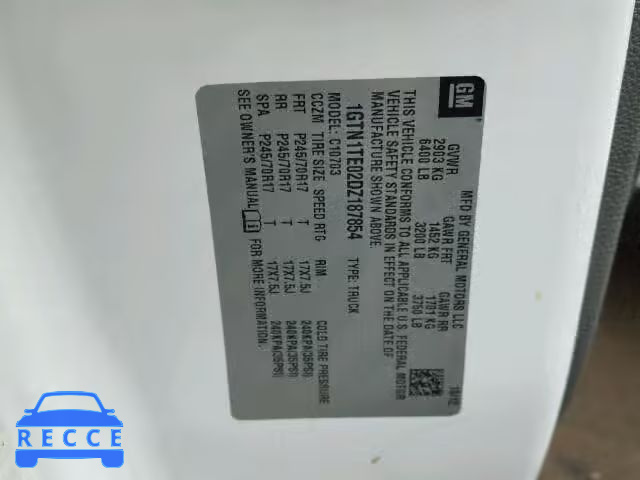 GM
MFD BY GENERAL MOTORS LLC
10/12
GVWR GAWR FRT GAWR RR
2903 KG 1452 KG 1701 KG
6400 LB 3200 LB 3750 LB
THIS VEHICLE CONFORMS TO ALL APPLICABLE U.S. FEDERAL MOTOR
VEHICLE SAFETY STANDARDS IN EFFECT ON THE DATE OF
MANUFACTURE SHOWN ABOVE.
1GTN1TE02DZ187854 TYPE: TRUCK
MODEL: C10703
CCZM TIRE SIZE SPEED RTG RIM COLD TIRE PRESSURE
FRT P245/70R17 T 17X7.5J 240KPA(35PSI)
RR P245/70R17 T 17X7.5J 240KPA(35PSI)
SPA P245/70R17 T 17X7.5J 240KPA(35PSI)
SEE OWNER'S MANUAL FOR MORE INFORMATION.
RECCE